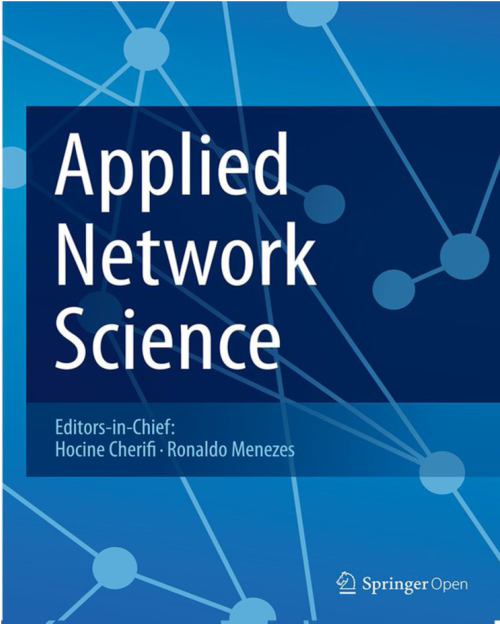 Applied
Network
Science
Editors-in-Chief:
Hocine Cherifi · Ronaldo Menezes
Springer Open